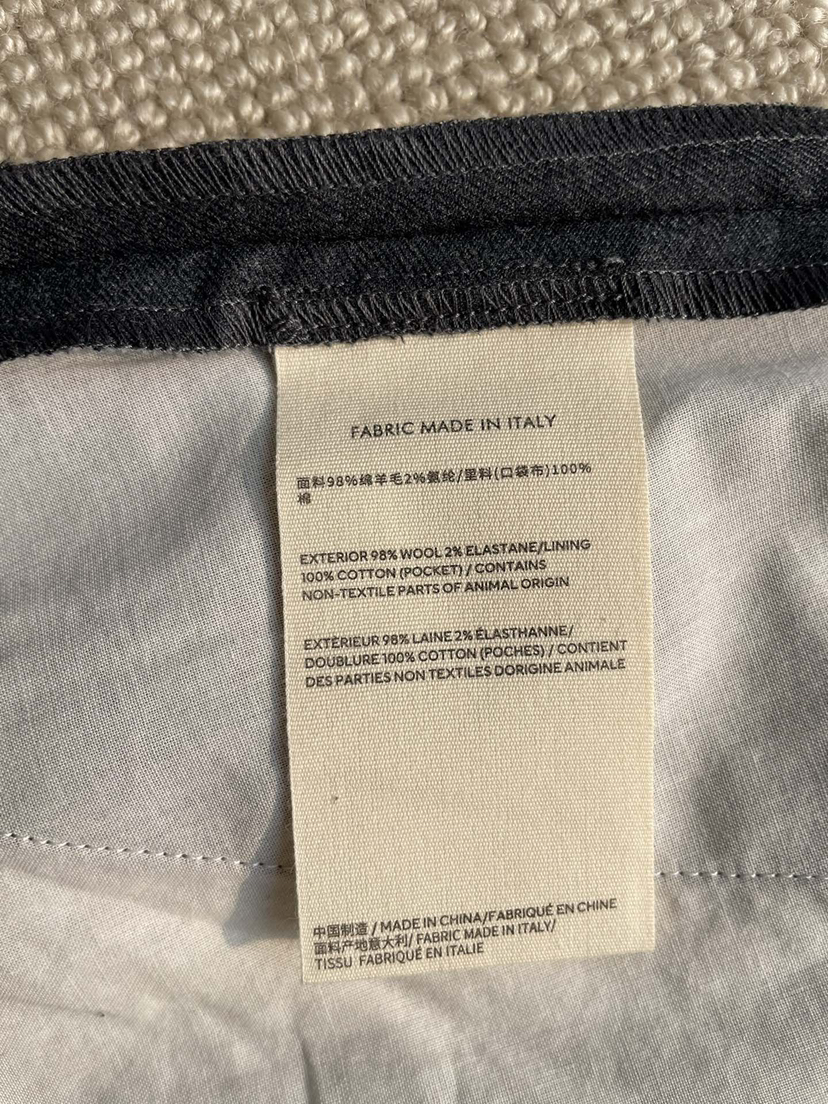 FABRIC MADE IN ITALY
面料98%绵羊毛2%氨纶/里料(口袋布)100%
棉
EXTERIOR 98% WOOL 2% ELASTANE/LINING
100% COTTON (POCKET) / CONTAINS
NON-TEXTILE PARTS OF ANIMAL ORIGIN
EXTÉRIEUR 98% LAINE 2% ÉLASTHANNE/
DOUBLURE 100% COTTON (POCHES) / CONTIENT
DES PARTIES NON TEXTILES DORIGINE ANIMALE
中国制造 / MADE IN CHINA/FABRIQUÉ EN CHINE
面料产地意大利/ FABRIC MADE IN ITALY/
TISSU FABRIQUÉ EN ITALIE